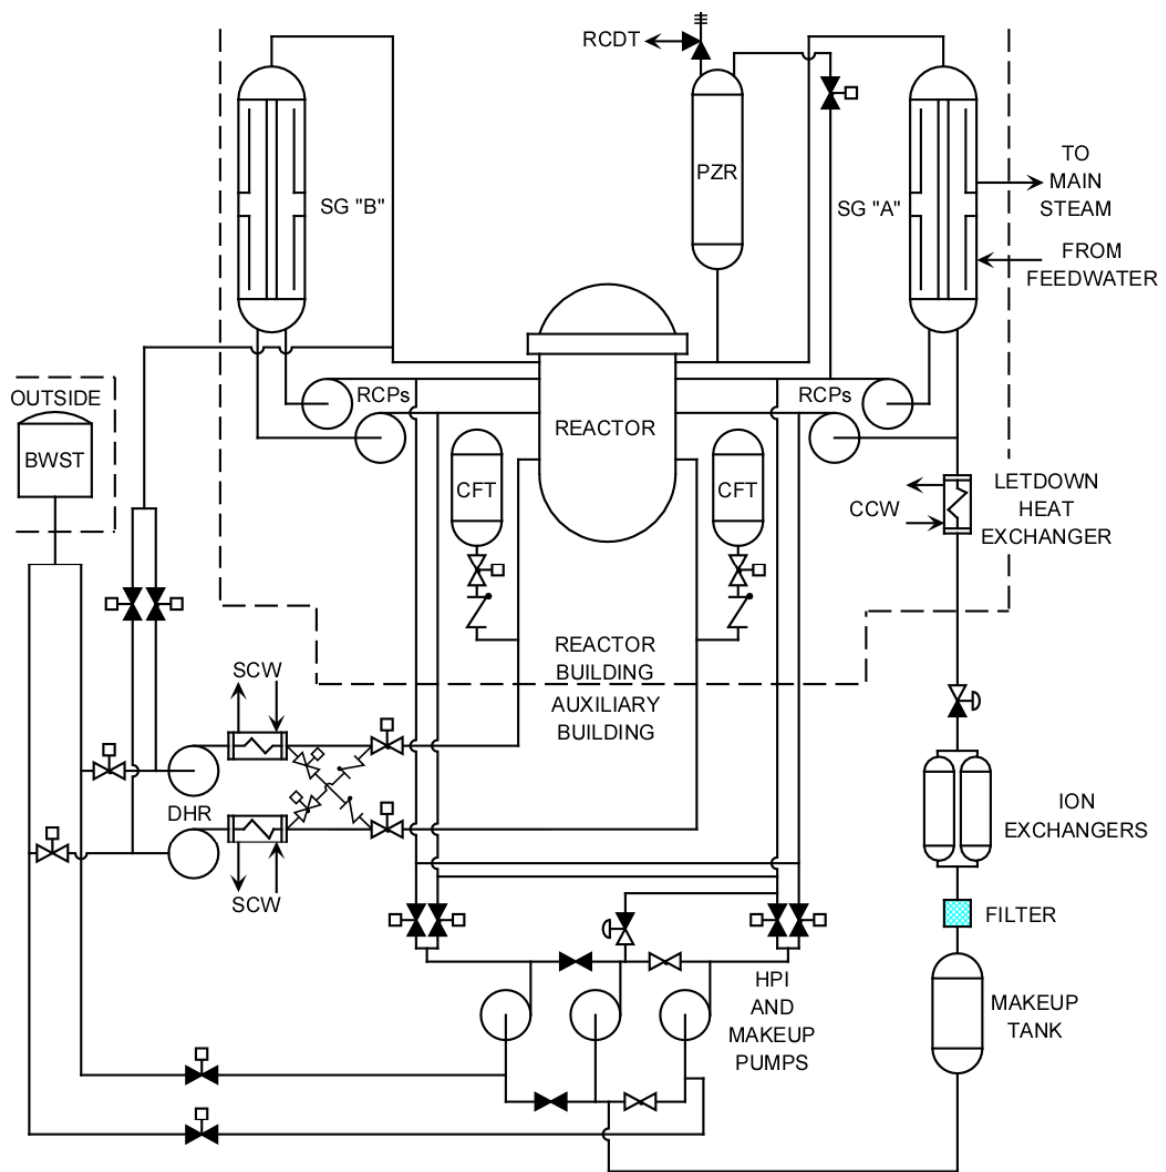 RCDT
PZR
SG "B"
SG "A"
TO
MAIN
STEAM
FROM
FEEDWATER
OUTSIDE
BWST
RCPs
RCPs
REACTOR
CFT
CFT
CCW
LETDOWN
HEAT
EXCHANGER
REACTOR
BUILDING
AUXILIARY
BUILDING
SCW
DHR
SCW
ION
EXCHANGERS
FILTER
HPI
AND
MAKEUP
PUMPS
MAKEUP
TANK